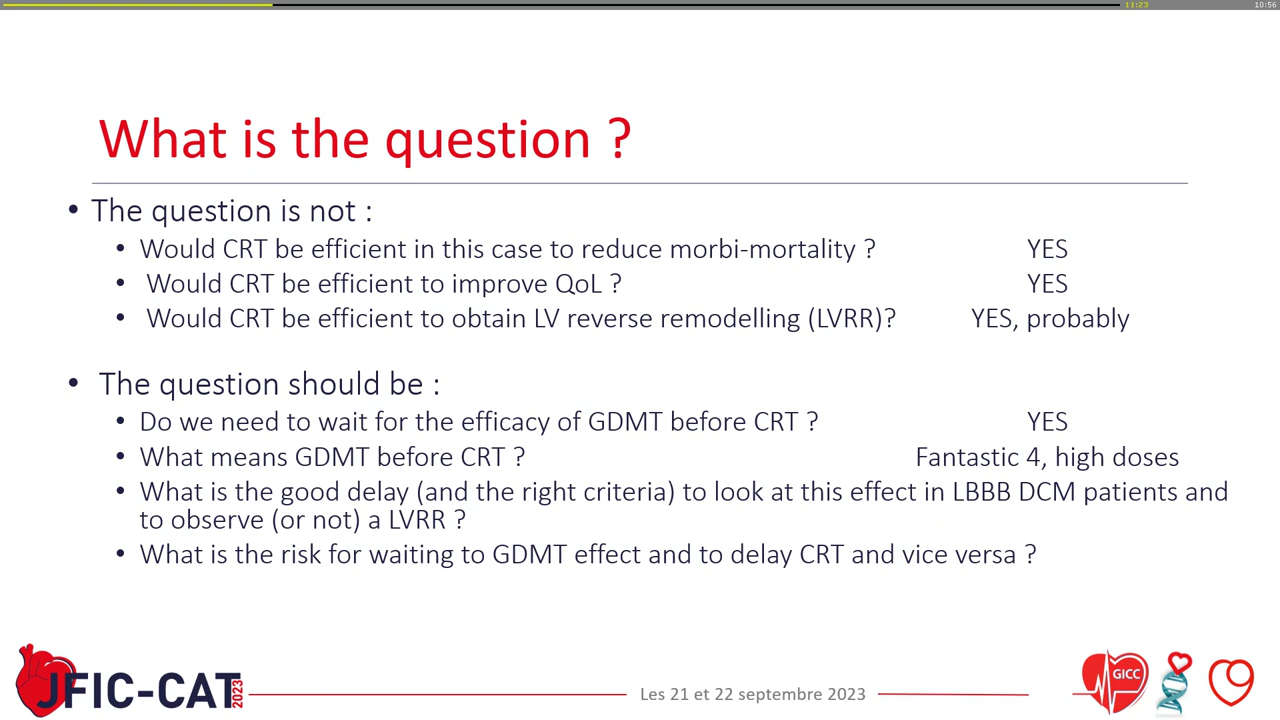 11:23
10:56
What is the question ?
• The question is not :
• Would CRT be efficient in this case to reduce morbi-mortality ? YES
• Would CRT be efficient to improve QoL ? YES
• Would CRT be efficient to obtain LV reverse remodelling (LVRR)? YES, probably
• The question should be :
• Do we need to wait for the efficacy of GDMT before CRT ? YES
• What means GDMT before CRT ? Fantastic 4, high doses
• What is the good delay (and the right criteria) to look at this effect in LBBB DCM patients and
to observe (or not) a LVRR ?
• What is the risk for waiting to GDMT effect and to delay CRT and vice versa ?
JFIC-CAT 2023
Les 21 et 22 septembre 2023
GICC